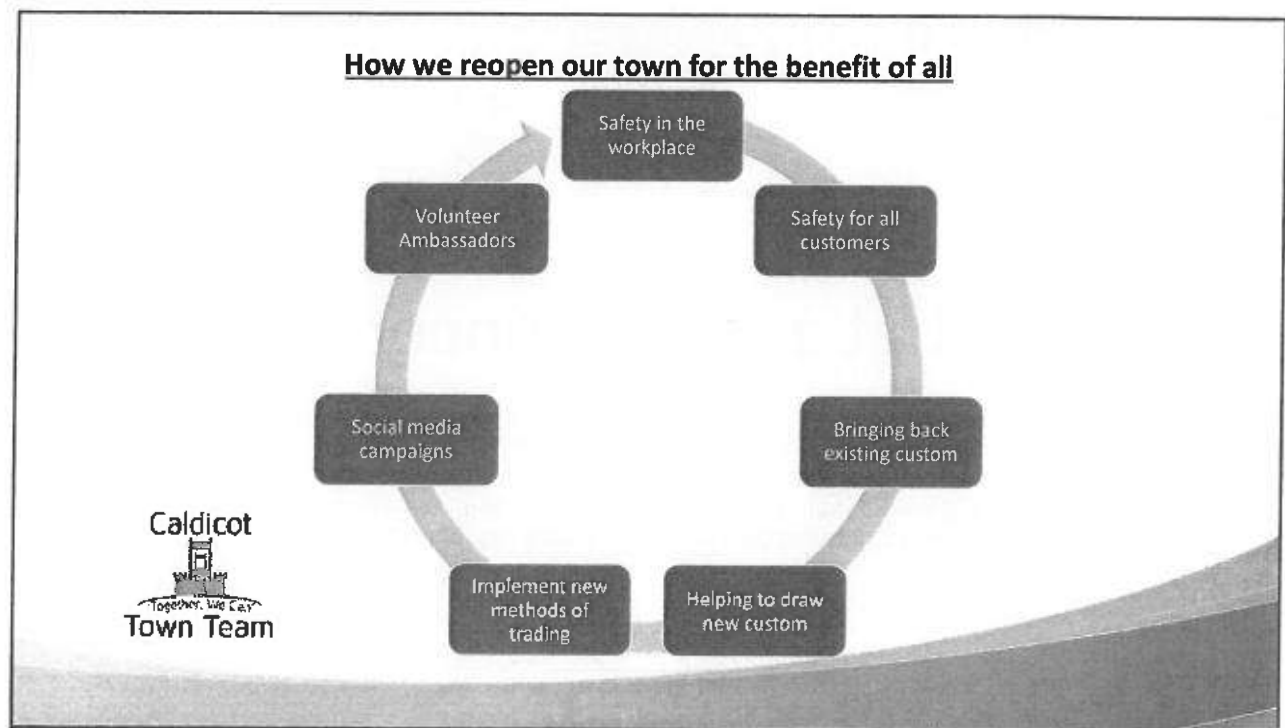 How we reopen our town for the benefit of all
Safety in the
workplace
Safety for all
customers
Bringing back
existing custom
Helping to draw
new custom
Implement new
methods of
trading
Social media
campaigns
Volunteer
Ambassadors
Caldicot
"Together, We Can"
Town Team